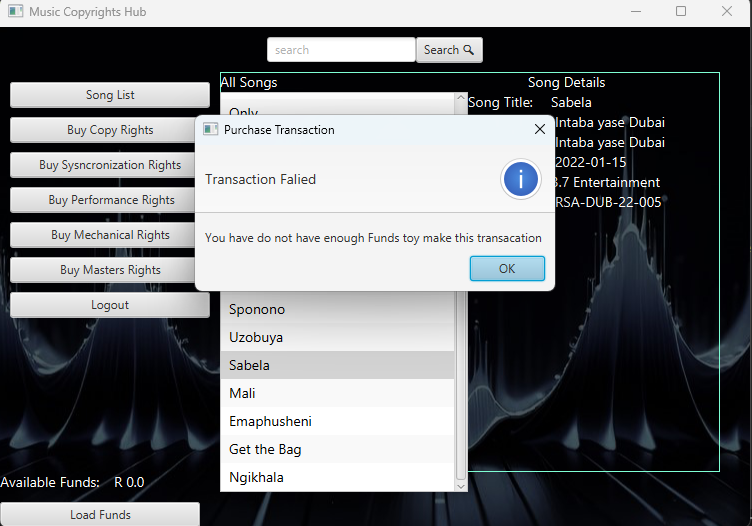 Music Copyrights Hub
search
Search
Song List
Buy Copy Rights
Buy Sysncronization Rights
Buy Performance Rights
Buy Mechanical Rights
Buy Masters Rights
Logout
Available Funds: R 0.0
Load Funds
All Songs
Only
Sponono
Uzobuya
Sabela
Mali
Emaphusheni
Get the Bag
Ngikhala
Song Details
Song Title: Sabela
Intaba yase Dubai
Intaba yase Dubai
2022-01-15
3.7 Entertainment
RSA-DUB-22-005
Purchase Transaction
Transaction Falied
You have do not have enough Funds toy make this transacation
OK